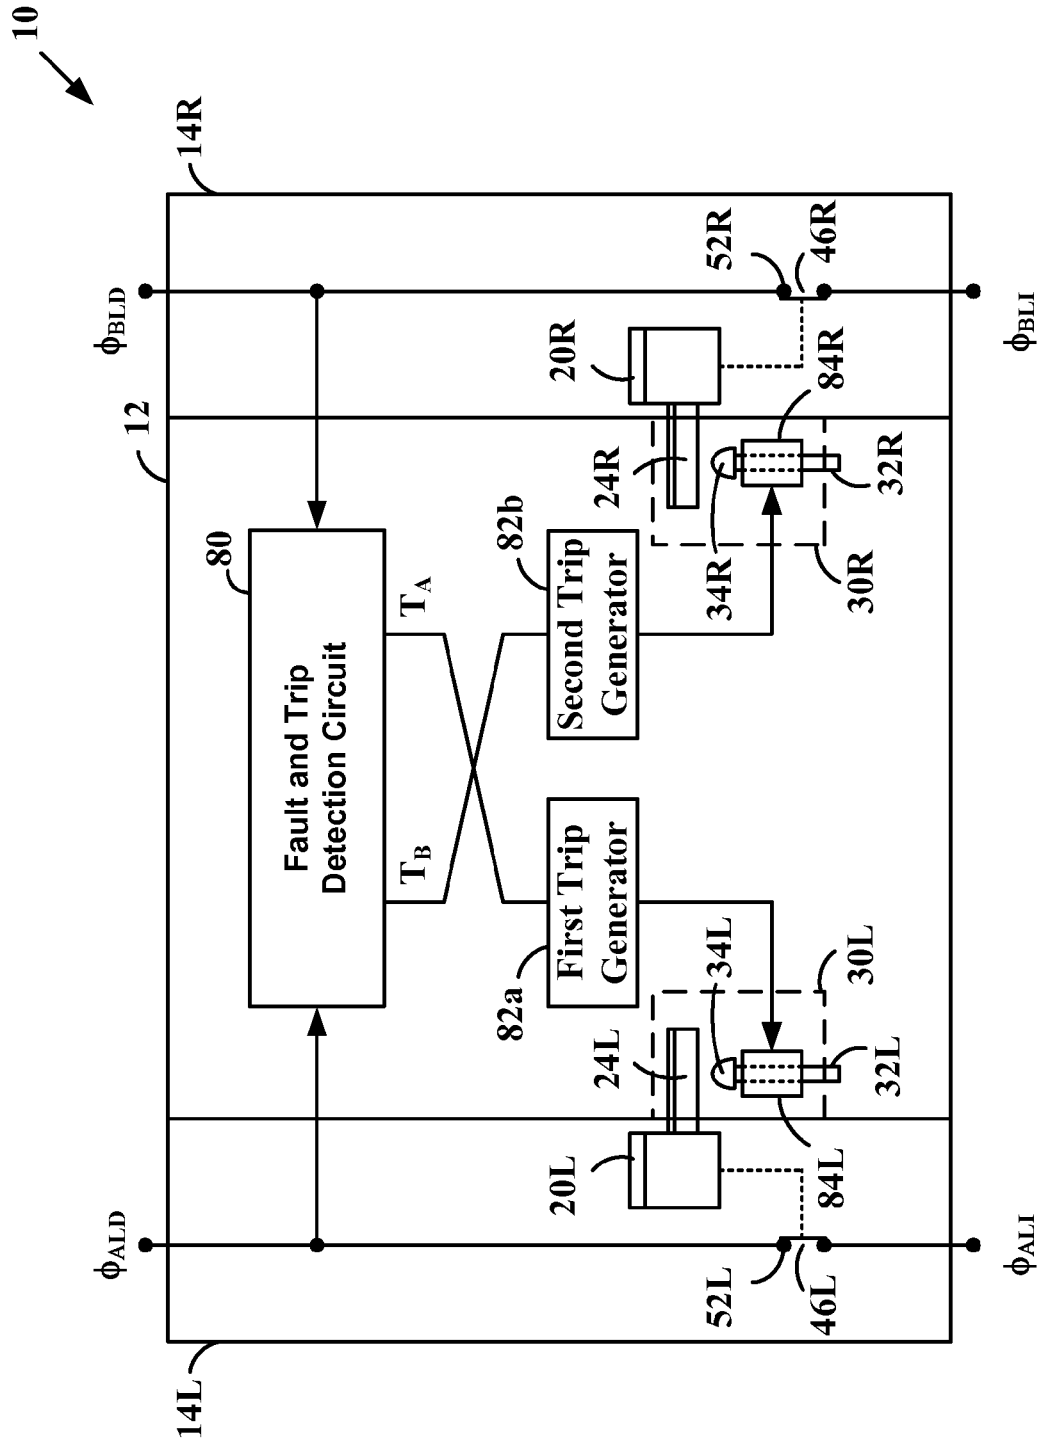 10
14R
ϕBLD
12
52R
46R
ϕBLI
20R
84R
24R
32R
80
82b
34R
30R
TA
Fault and Trip
Detection Circuit
Second Trip
Generator
TB
First Trip
Generator
82a
34L
30L
24L
32L
20L
84L
ϕALD
52L
46L
ϕALI
14L